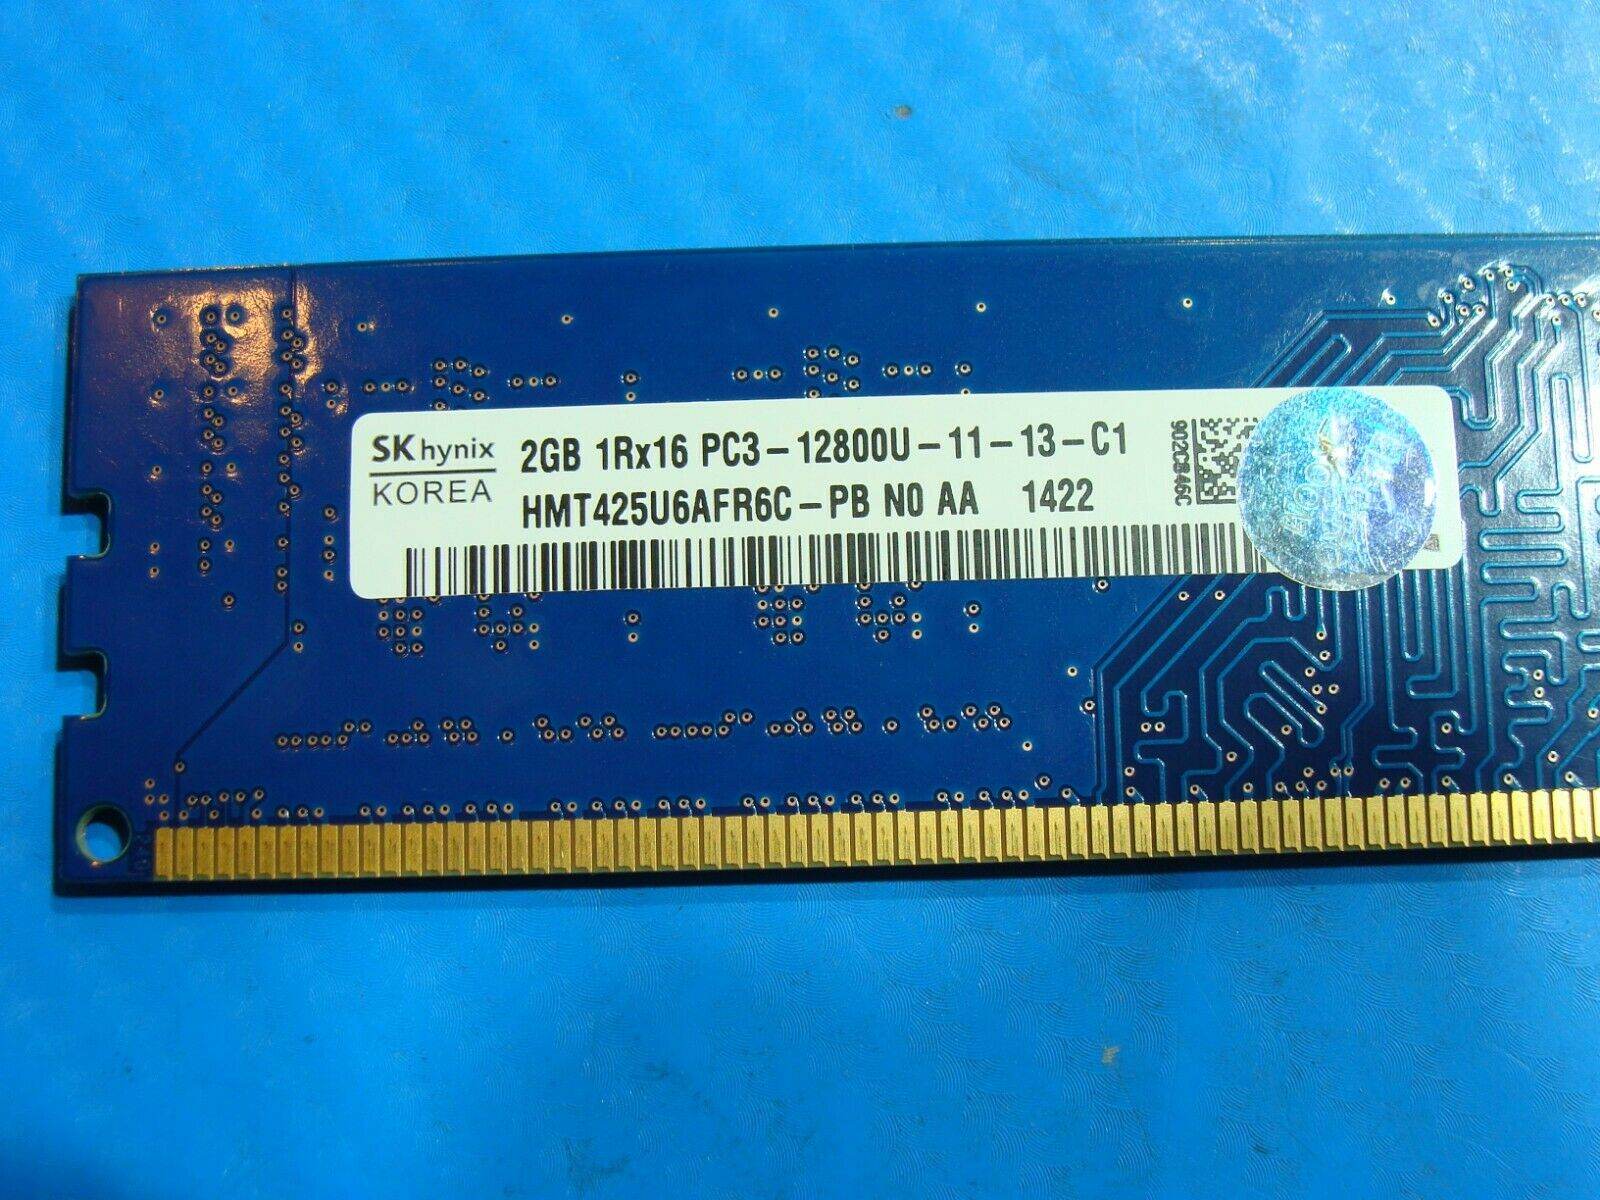 SK hynix
KOREA
2GB 1Rx16 PC3-12800U-11-13-C1
HMT425U6AFR6C-PB N0 AA 1422